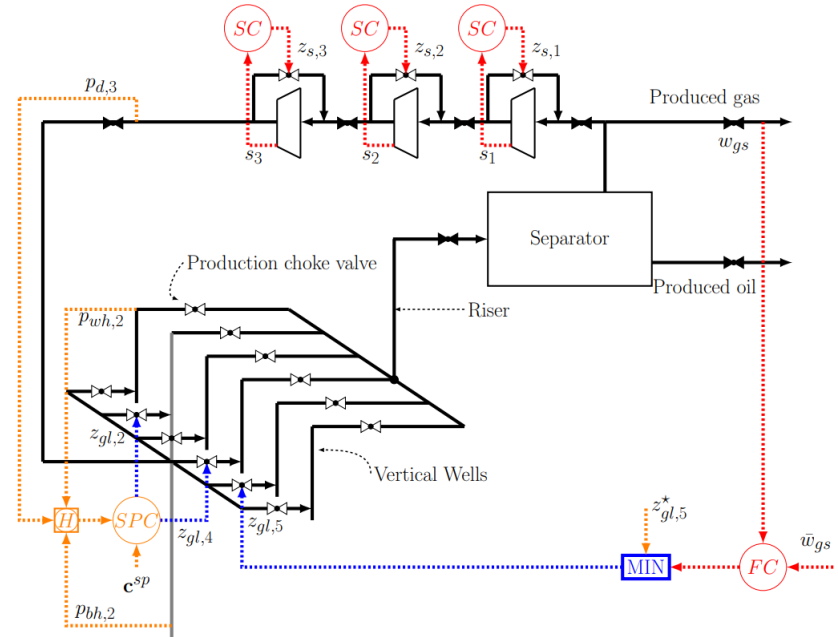 SC
SC
SC
z_{s,3}
z_{s,2}
z_{s,1}
p_{d,3}
Produced gas
s_3
s_2
s_1
w_{gs}
Separator
Production choke valve
Produced oil
p_{wh,2}
Riser
z_{gl,2}
Vertical Wells
H
SPC
z_{gl,4}
z_{gl,5}
z^{⋆}_{gl,5}
w̄_{gs}
MIN
FC
c^{sp}
p_{bh,2}